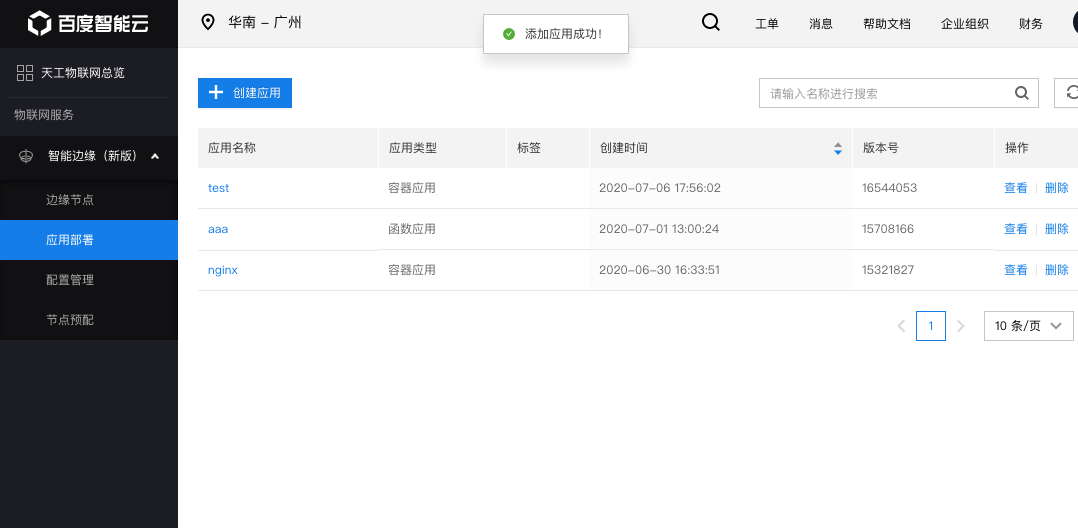 百度智能云
华南 - 广州
添加应用成功!
工单
消息
帮助文档
企业组织
财务
天工物联网总览
物联网服务
智能边缘（新版）
边缘节点
应用部署
配置管理
节点预配
创建应用
请输入名称进行搜索
应用名称 应用类型 标签 创建时间 版本号 操作
test 容器应用 2020-07-06 17:56:02 16544053 查看 删除
aaa 函数应用 2020-07-01 13:00:24 15708166 查看 删除
nginx 容器应用 2020-06-30 16:33:51 15321827 查看 删除
1
10 条/页